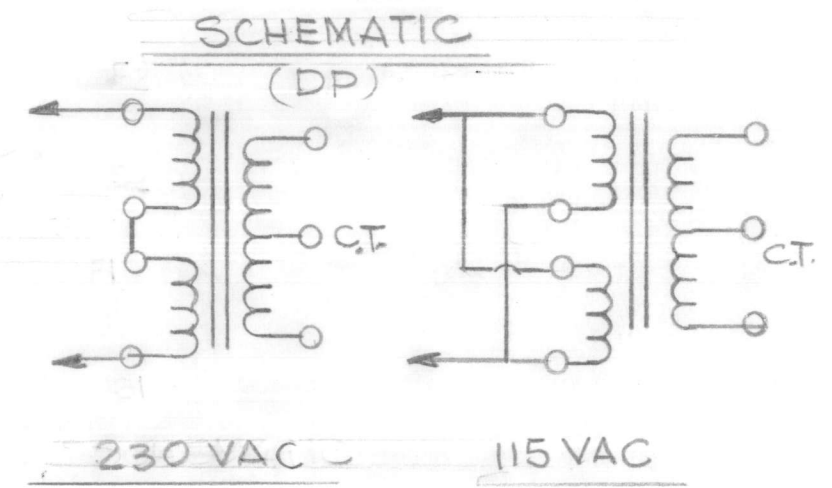 SCHEMATIC
(DP)
C.T.
C.T.
230 VAC
115 VAC